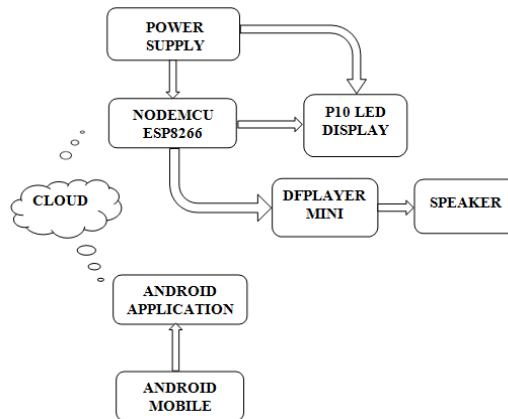 POWER
SUPPLY
NODEMCU
ESP8266
P10 LED
DISPLAY
CLOUD
DFPLAYER
MINI
SPEAKER
ANDROID
APPLICATION
ANDROID
MOBILE